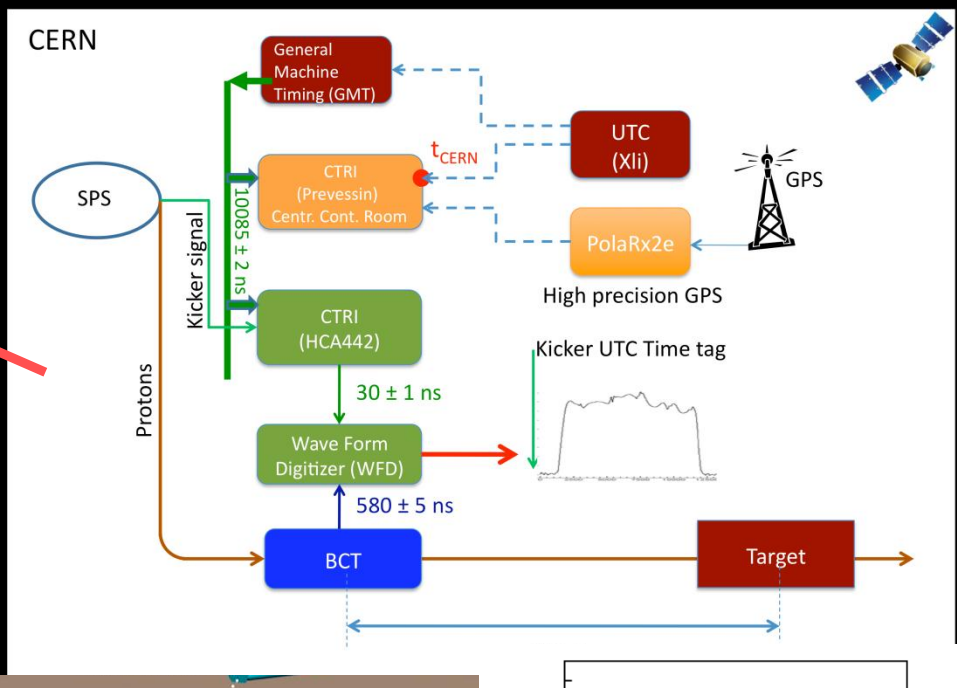 CERN
General
Machine
Timing (GMT)
UTC
(Xli)
t_CERN
CTRI
(Prevessin)
Centr. Cont. Room
GPS
SPS
10085 ± 2 ns
Kicker signal
PolaRx2e
High precision GPS
CTRI
(HCA442)
Kicker UTC Time tag
Protons
30 ± 1 ns
Wave Form
Digitizer (WFD)
580 ± 5 ns
BCT
Target